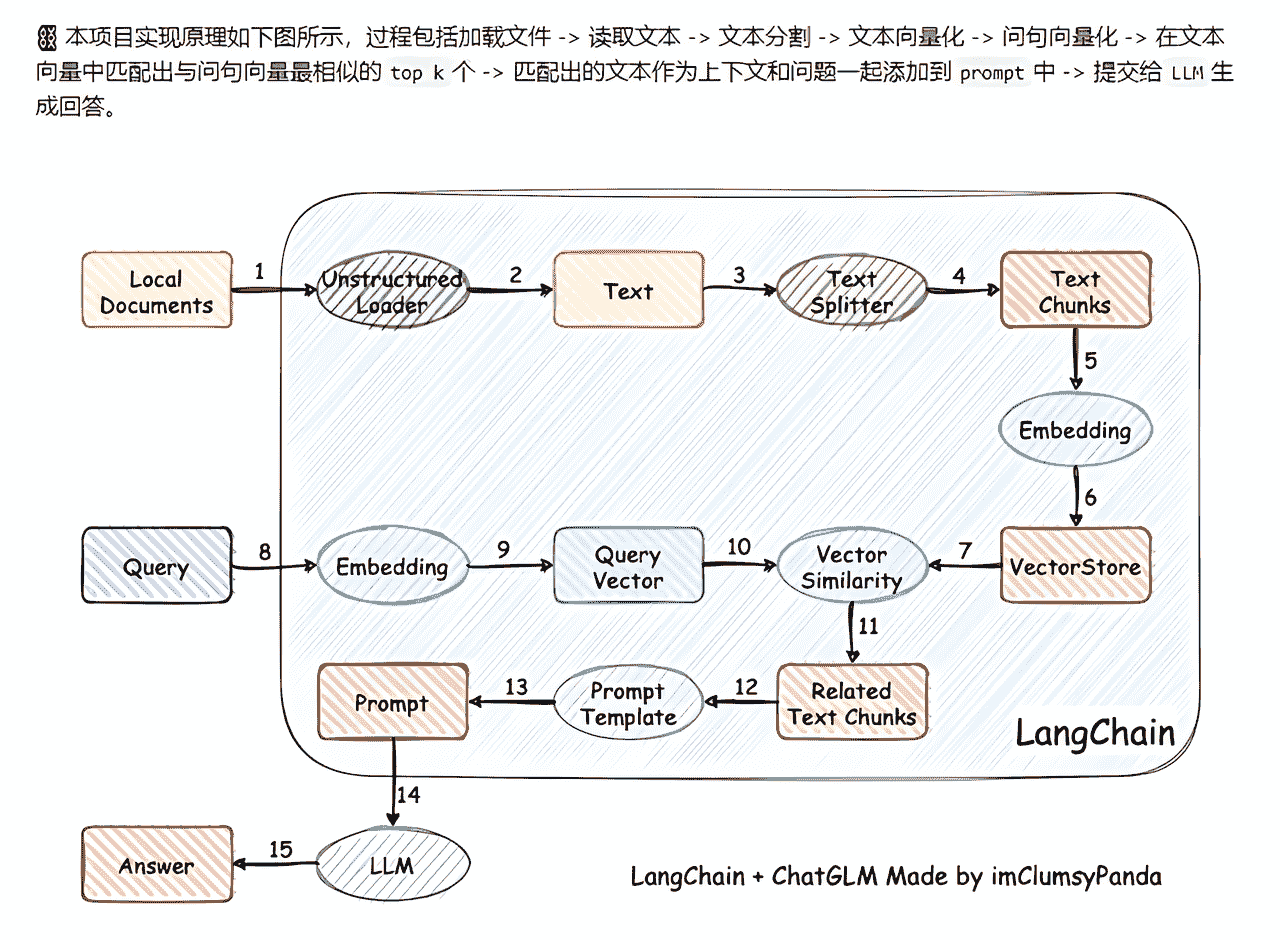 ⛓️ 本项目实现原理如下图所示，过程包括加载文件 -> 读取文本 -> 文本分割 -> 文本向量化 -> 问句向量化 -> 在文本
向量中匹配出与问句向量最相似的 top k 个 -> 匹配出的文本作为上下文和问题一起添加到 prompt 中 -> 提交给 LLM 生
成回答。
Local
Documents
1
Unstructured
Loader
2
Text
3
Text
Splitter
4
Text
Chunks
5
Embedding
6
Query
8
Embedding
9
Query
Vector
10
Vector
Similarity
7
VectorStore
11
Prompt
13
Prompt
Template
12
Related
Text Chunks
LangChain
14
Answer
15
LLM
LangChain + ChatGLM Made by imClumsyPanda